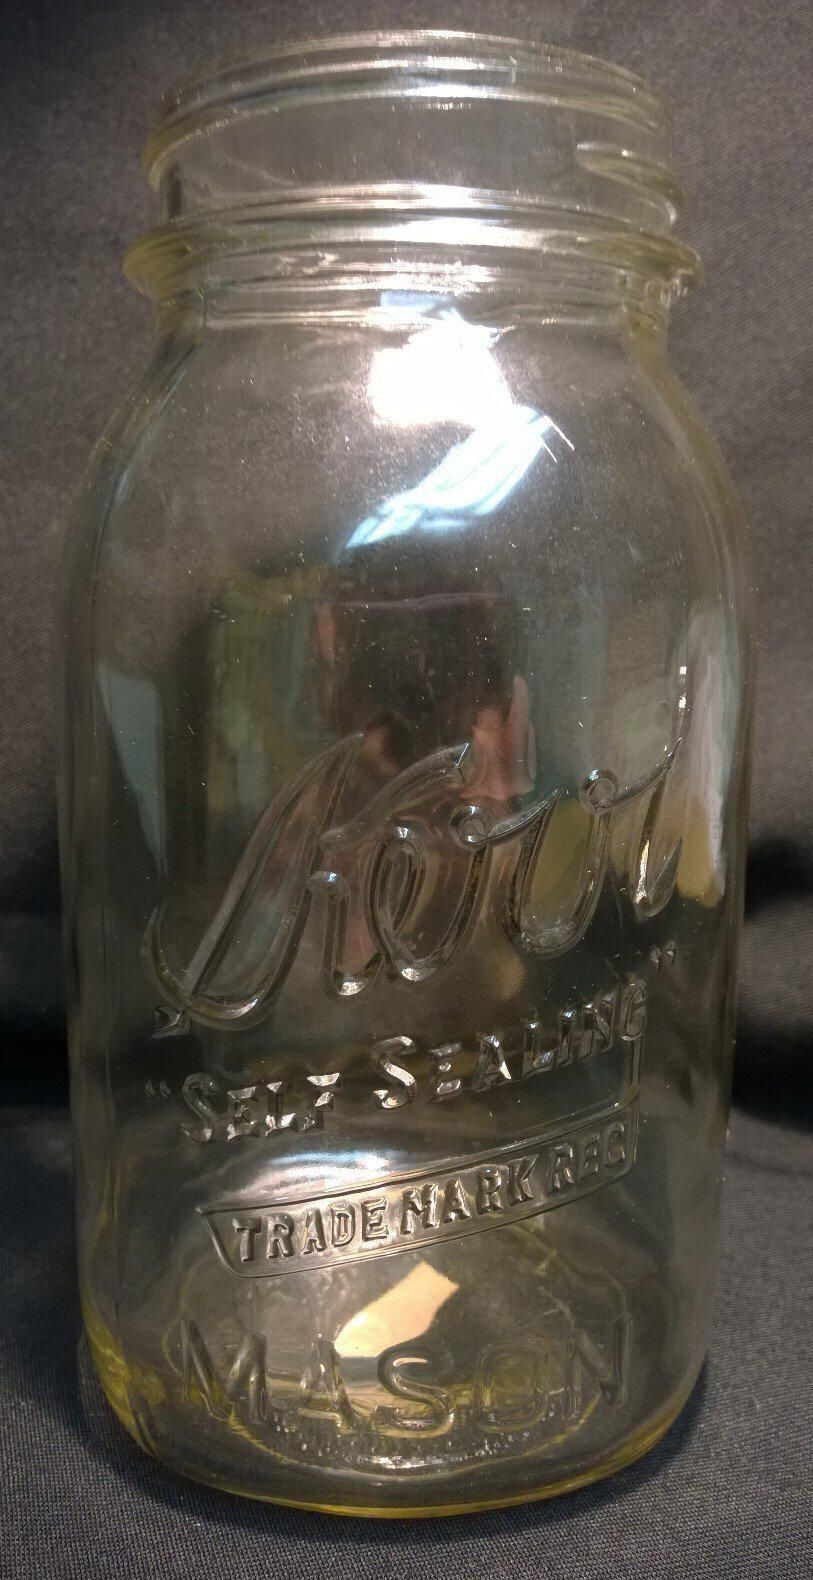 Kerr
"SELF SEALING"
TRADE MARK REG
MASON